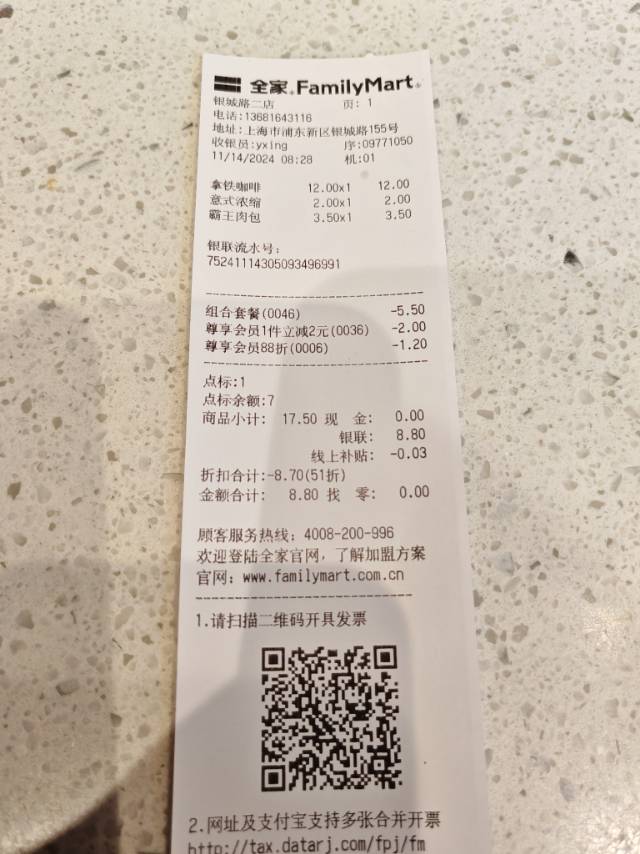 全家 FamilyMart
银城路二店 页: 1
电话:13681643116
地址:上海市浦东新区银城路155号
收银员:yxing 序:09771050
11/14/2024 08:28 机:01
拿铁咖啡 12.00x1 12.00
意式浓缩 2.00x1 2.00
霸王肉包 3.50x1 3.50
银联流水号:
75241114305093496991
组合套餐(0046) -5.50
尊享会员1件立减2元(0036) -2.00
尊享会员88折(0006) -1.20
点标:1
点标余额:7
商品小计: 17.50 现 金: 0.00
银联: 8.80
线上补贴: -0.03
折扣合计:-8.70(51折)
金额合计: 8.80 找 零: 0.00
顾客服务热线: 4008-200-996
欢迎登陆全家官网,了解加盟方案
官网: www.familymart.com.cn
1.请扫描二维码开具发票
2.网址及支付宝支持多张合并开票
http://tax.datarj.com/fpj/fm